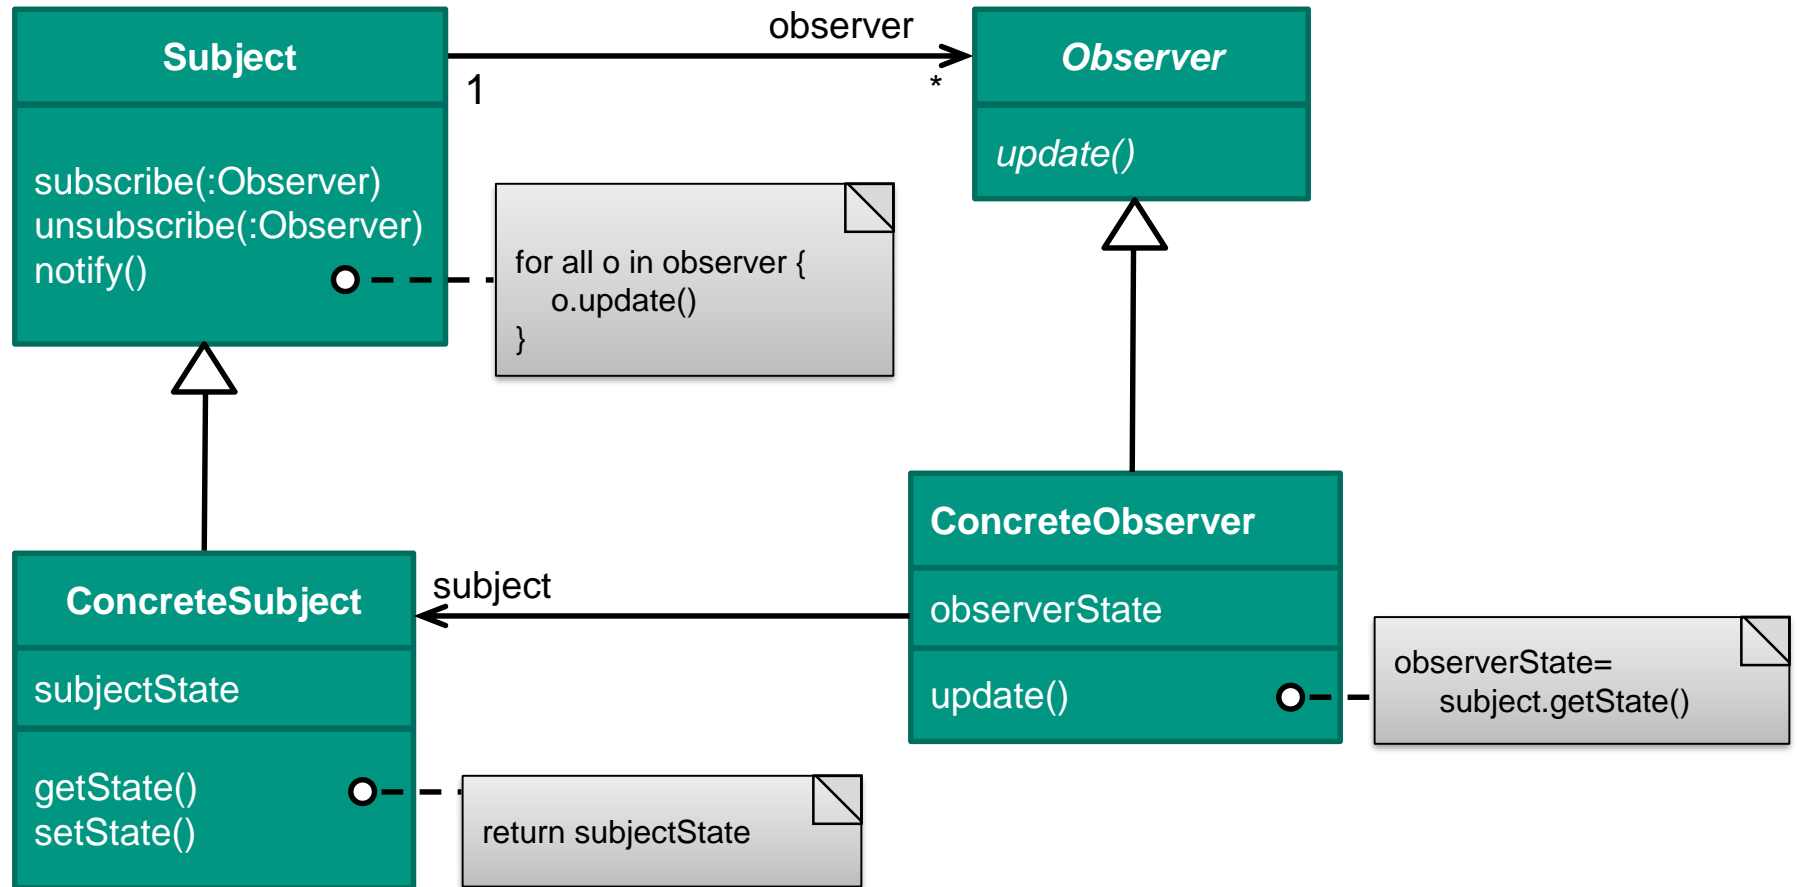 Subject
subscribe(:Observer)
unsubscribe(:Observer)
notify()
1
observer
*
Observer
update()
for all o in observer {
o.update()
}
ConcreteSubject
subjectState
getState()
setState()
subject
return subjectState
ConcreteObserver
observerState
update()
observerState=
subject.getState()